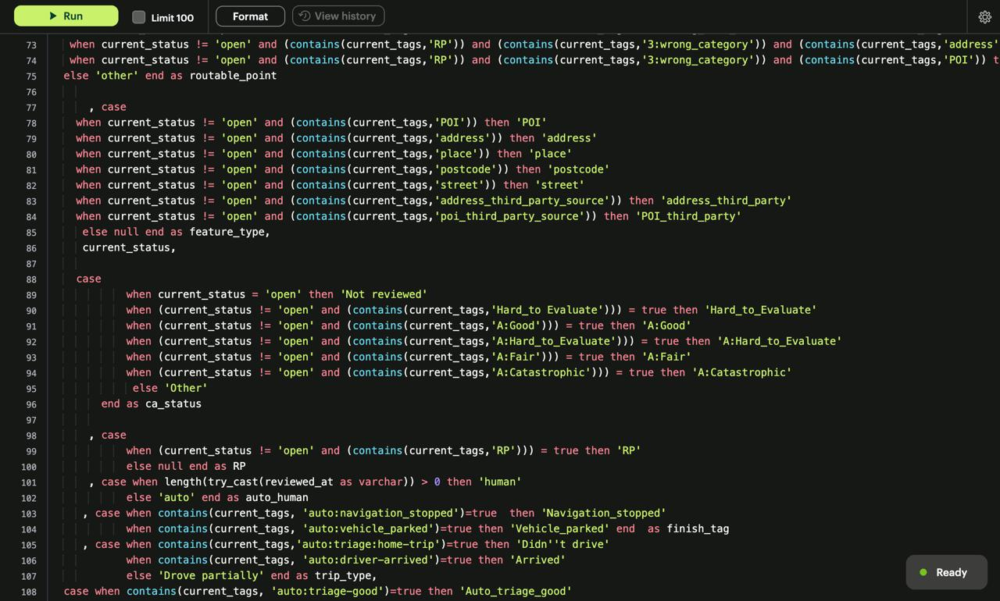 Run
Limit 100
Format
View history
73 when current_status != 'open' and (contains(current_tags,'RP')) and (contains(current_tags,'3:wrong_category')) and (contains(current_tags,'address'
74 when current_status != 'open' and (contains(current_tags,'RP')) and (contains(current_tags,'3:wrong_category')) and (contains(current_tags,'POI')) t
75 else 'other' end as routable_point
76
77 , case
78 when current_status != 'open' and (contains(current_tags,'POI')) then 'POI'
79 when current_status != 'open' and (contains(current_tags,'address')) then 'address'
80 when current_status != 'open' and (contains(current_tags,'place')) then 'place'
81 when current_status != 'open' and (contains(current_tags,'postcode')) then 'postcode'
82 when current_status != 'open' and (contains(current_tags,'street')) then 'street'
83 when current_status != 'open' and (contains(current_tags,'address_third_party_source')) then 'address_third_party'
84 when current_status != 'open' and (contains(current_tags,'poi_third_party_source')) then 'POI_third_party'
85 else null end as feature_type,
86 current_status,
87
88 case
89 when current_status = 'open' then 'Not reviewed'
90 when (current_status != 'open' and (contains(current_tags,'Hard_to Evaluate'))) = true then 'Hard_to_Evaluate'
91 when (current_status != 'open' and (contains(current_tags,'A:Good'))) = true then 'A:Good'
92 when (current_status != 'open' and (contains(current_tags,'A:Hard_to_Evaluate'))) = true then 'A:Hard_to_Evaluate'
93 when (current_status != 'open' and (contains(current_tags,'A:Fair'))) = true then 'A:Fair'
94 when (current_status != 'open' and (contains(current_tags,'A:Catastrophic'))) = true then 'A:Catastrophic'
95 else 'Other'
96 end as ca_status
97
98 , case
99 when (current_status != 'open' and (contains(current_tags,'RP'))) = true then 'RP'
100 else null end as RP
101 , case when length(try_cast(reviewed_at as varchar)) > 0 then 'human'
102 else 'auto' end as auto_human
103 , case when contains(current_tags, 'auto:navigation_stopped')=true  then 'Navigation_stopped'
104 when contains(current_tags, 'auto:vehicle_parked')=true then 'Vehicle_parked' end  as finish_tag
105 , case when contains(current_tags,'auto:triage:home-trip')=true then 'Didn''t drive'
106 when contains(current_tags, 'auto:driver-arrived')=true then 'Arrived'
107 else 'Drove partially' end as trip_type,
108 case when contains(current_tags, 'auto:triage-good')=true then 'Auto_triage_good'
Ready